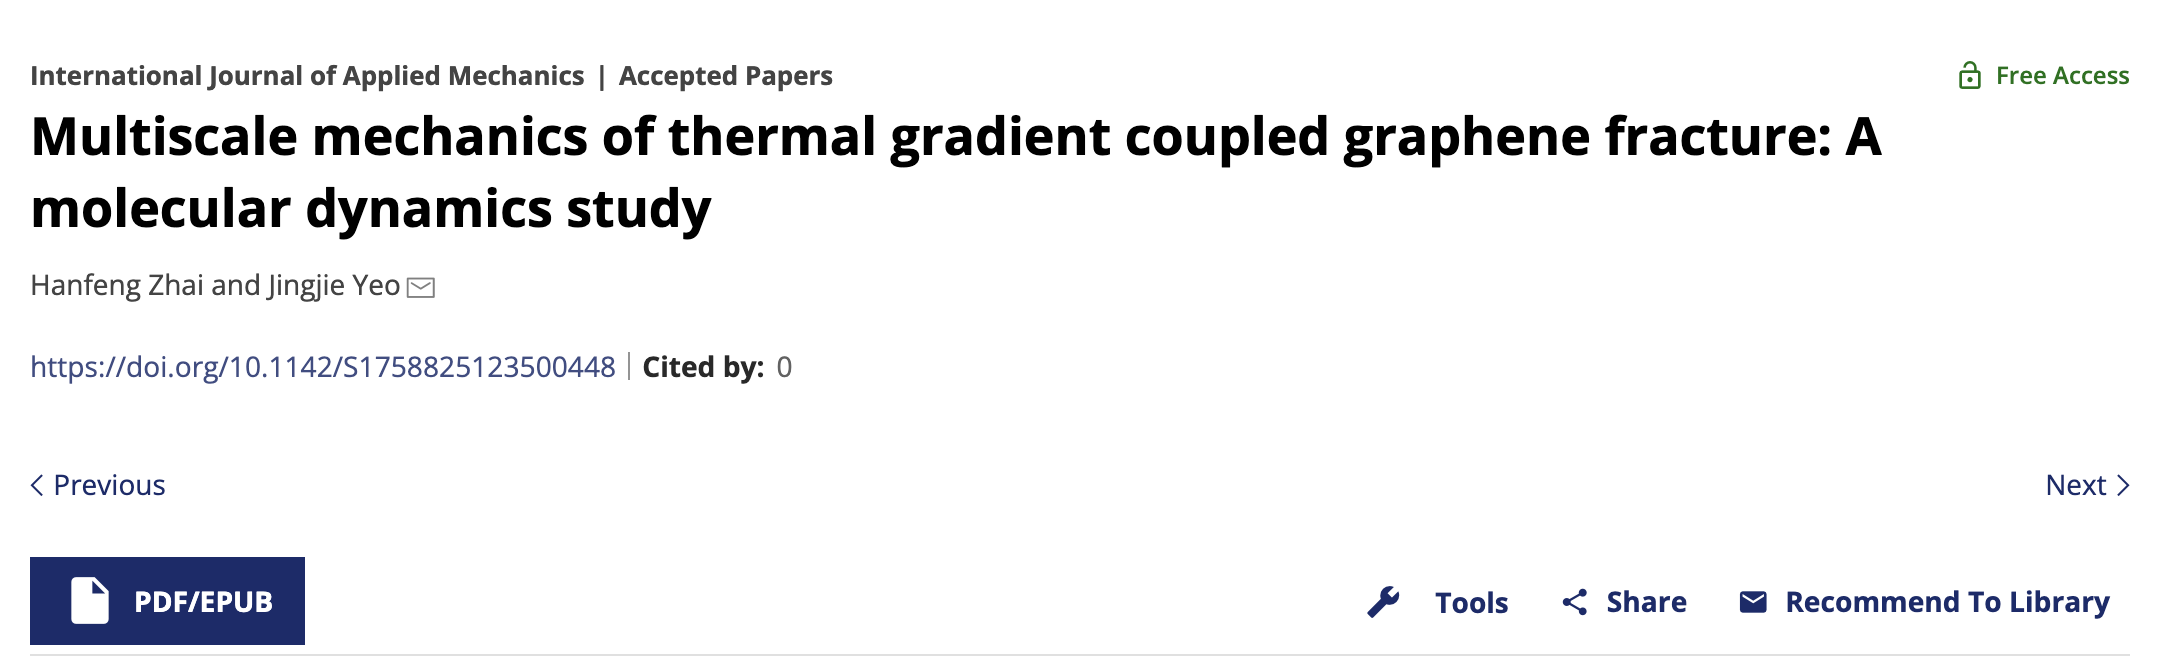 International Journal of Applied Mechanics | Accepted Papers
Free Access
Multiscale mechanics of thermal gradient coupled graphene fracture: A
molecular dynamics study
Hanfeng Zhai and Jingjie Yeo
https://doi.org/10.1142/S1758825123500448 | Cited by: 0
Previous
Next
PDF/EPUB
Tools
Share
Recommend To Library